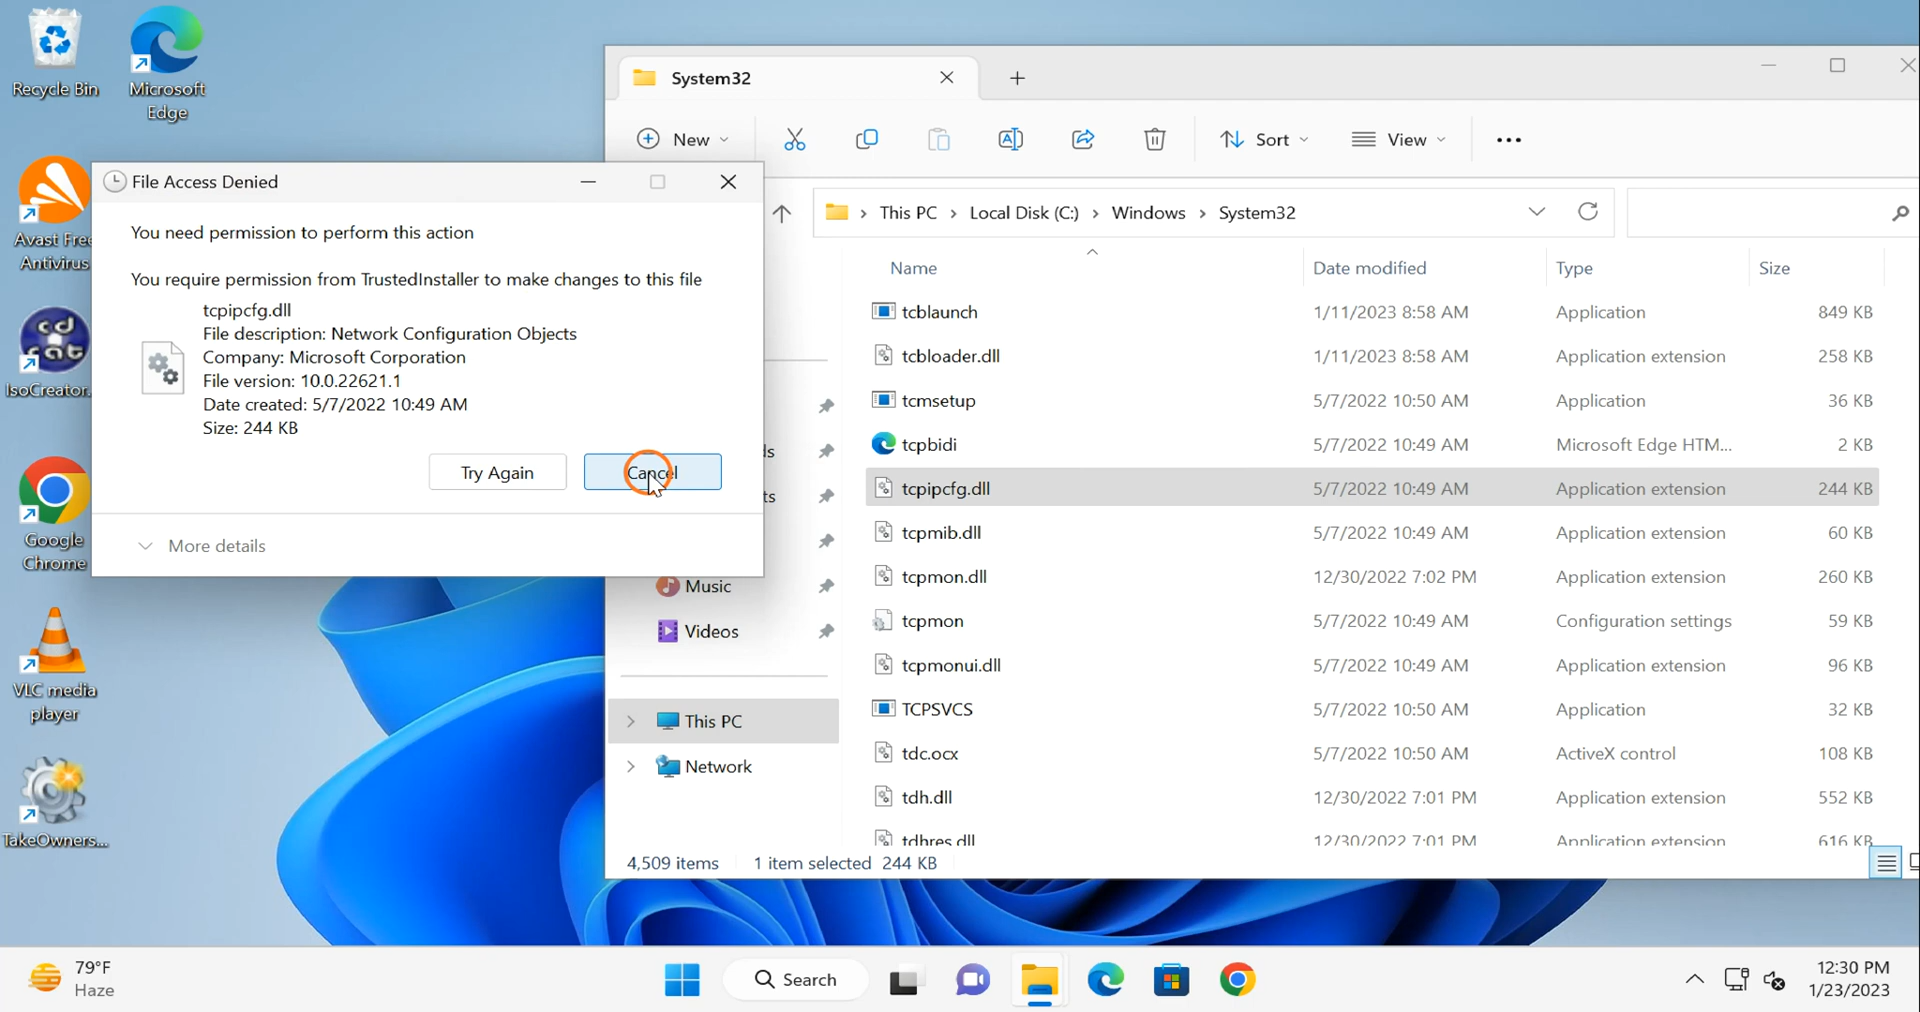 Recycle Bin
Microsoft
Edge
Avast Free
Antivirus
IsoCreator.
Google
Chrome
VLC media
player
TakeOwners...
File Access Denied
You need permission to perform this action
You require permission from TrustedInstaller to make changes to this file
tcpipcfg.dll
File description: Network Configuration Objects
Company: Microsoft Corporation
File version: 10.0.22621.1
Date created: 5/7/2022 10:49 AM
Size: 244 KB
Try Again
Cancel
More details
System32
New
Sort
View
This PC
Local Disk (C:)
Windows
System32
ds
ts
Music
Videos
This PC
Network
Name Date modified Type Size
tcblaunch 1/11/2023 8:58 AM Application 849 KB
tcbloader.dll 1/11/2023 8:58 AM Application extension 258 KB
tcmsetup 5/7/2022 10:50 AM Application 36 KB
tcpbidi 5/7/2022 10:49 AM Microsoft Edge HTM... 2 KB
tcpipcfg.dll 5/7/2022 10:49 AM Application extension 244 KB
tcpmib.dll 5/7/2022 10:49 AM Application extension 60 KB
tcpmon.dll 12/30/2022 7:02 PM Application extension 260 KB
tcpmon 5/7/2022 10:49 AM Configuration settings 59 KB
tcpmonui.dll 5/7/2022 10:49 AM Application extension 96 KB
TCPSVCS 5/7/2022 10:50 AM Application 32 KB
tdc.ocx 5/7/2022 10:50 AM ActiveX control 108 KB
tdh.dll 12/30/2022 7:01 PM Application extension 552 KB
tdhres.dll 12/30/2022 7:01 PM Application extension 616 KB
4,509 items 1 item selected 244 KB
79°F
Haze
Search
12:30 PM
1/23/2023